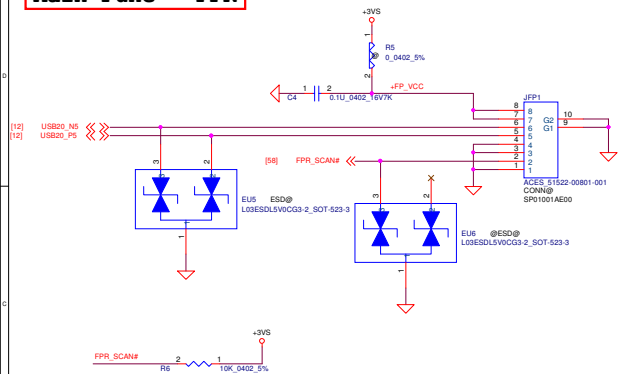 +3VS
1
R5
@
0_0402_5%
2
D
1 2
+FP_VCC
C4 0.1U_0402_16V7K
JFP1
8 8
7 7
6 6
5 5
4 4
3 3
2 2
1 1
G2 10
G1 9
[12] USB20_N5
[12] USB20_P5
[58] FPR_SCAN#
ACES_51522-00801-001
CONN@
SP01001AE00
3 2
EU5 ESD@
L03ESDL5V0CG3-2_SOT-523-3
1
3 2
EU6 @ESD@
L03ESDL5V0CG3-2_SOT-523-3
1
C
+3VS
FPR_SCAN# 2 1
R6 10K_0402_5%